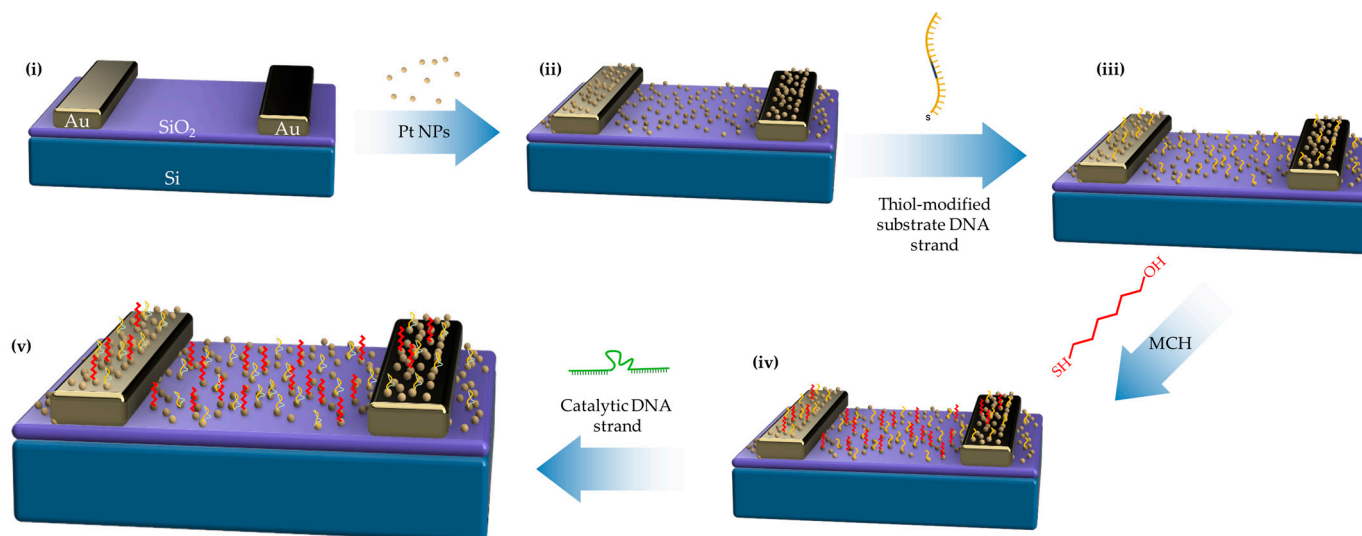 (i)
Au
SiO₂
Au
Si
Pt NPs
(ii)
S
Thiol-modified
substrate DNA
strand
(iii)
SH
OH
MCH
(iv)
Catalytic DNA
strand
(v)